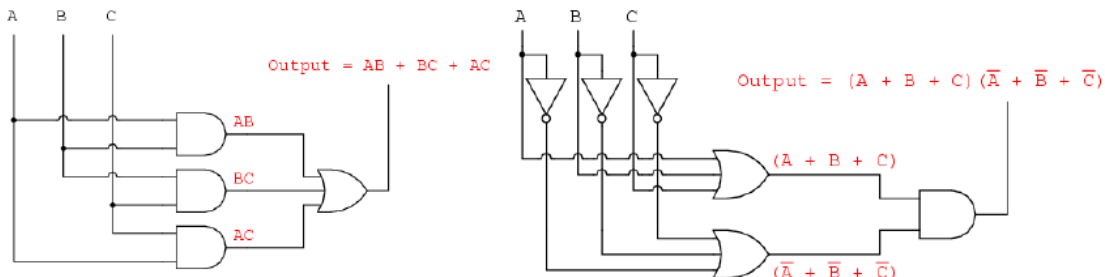 A B C
Output = AB + BC + AC
AB
BC
AC
A B C
Output = (A + B + C)(A̅ + B̅ + C̅)
(A + B + C)
(A̅ + B̅ + C̅)